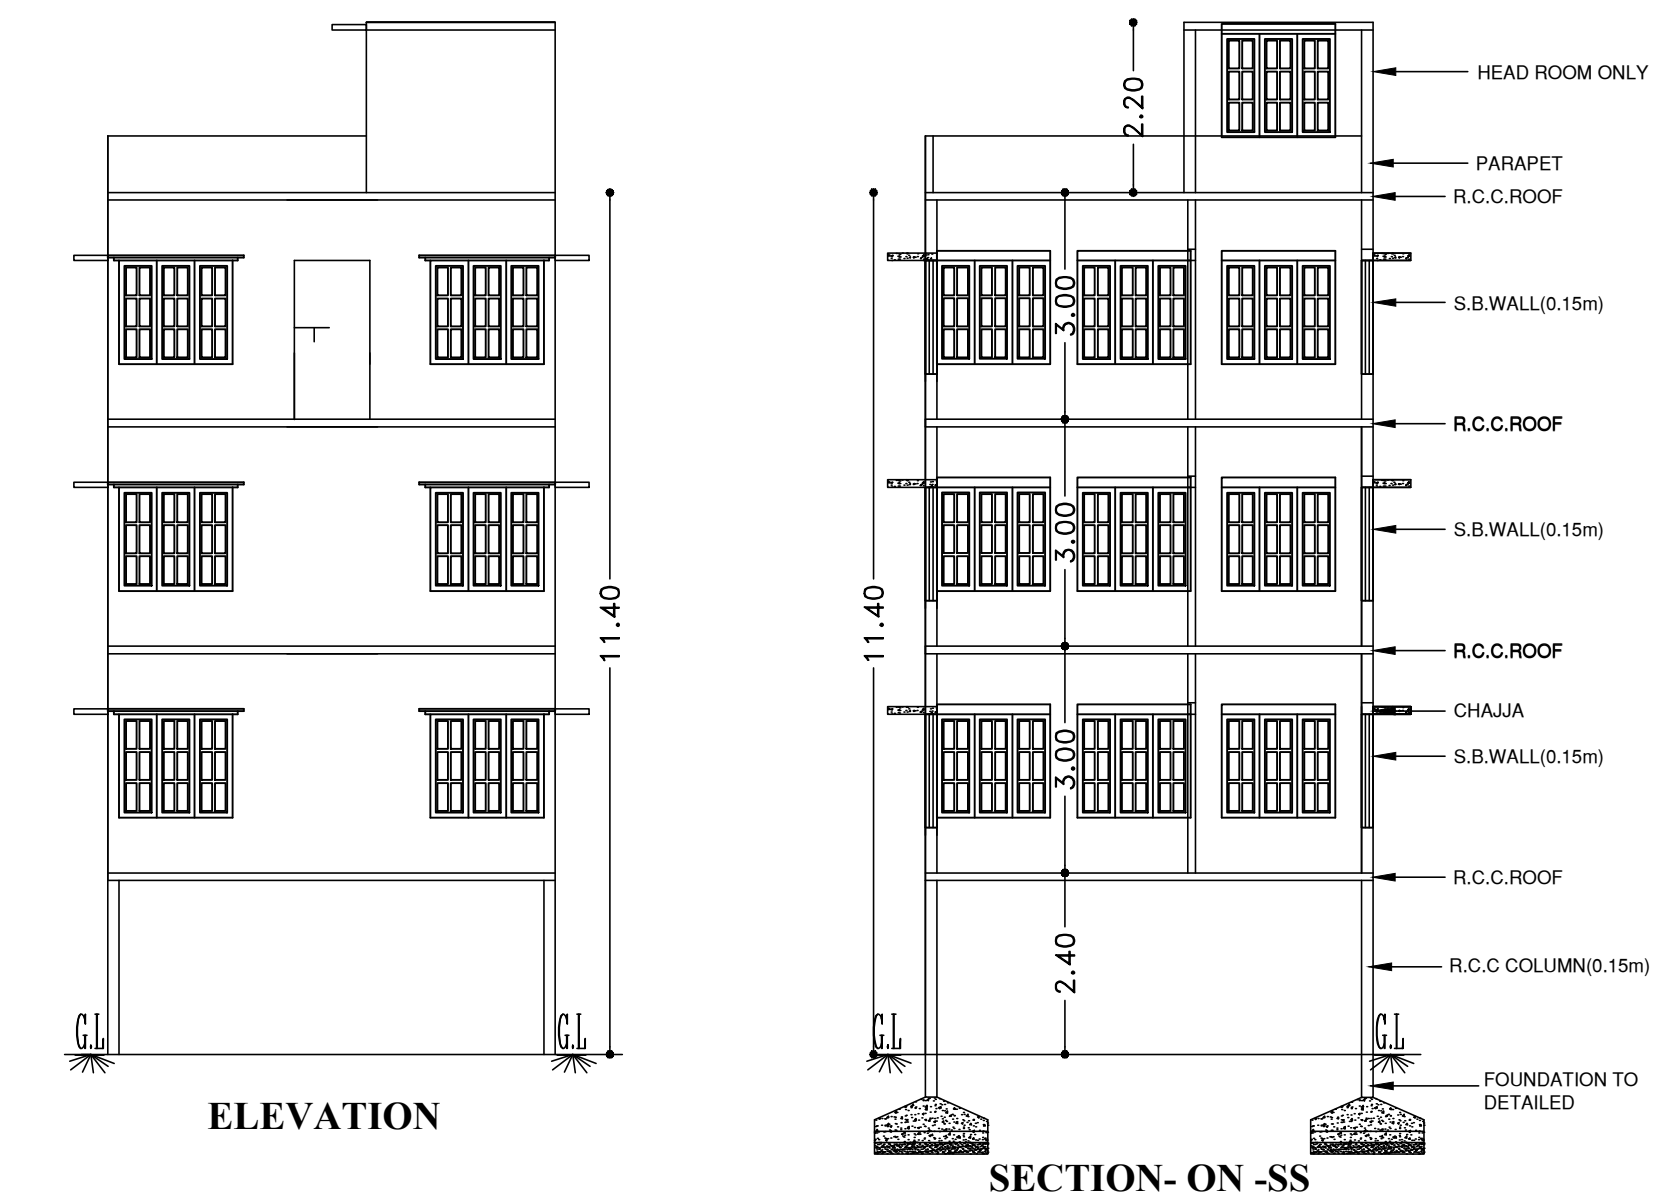 2.20
HEAD ROOM ONLY
PARAPET
R.C.C.ROOF
3.00
S.B.WALL(0.15m)
R.C.C.ROOF
3.00
S.B.WALL(0.15m)
11.40
11.40
R.C.C.ROOF
CHAJJA
3.00
S.B.WALL(0.15m)
R.C.C.ROOF
2.40
R.C.C COLUMN(0.15m)
G.L
G.L
G.L
G.L
FOUNDATION TO
DETAILED
ELEVATION
SECTION- ON -SS